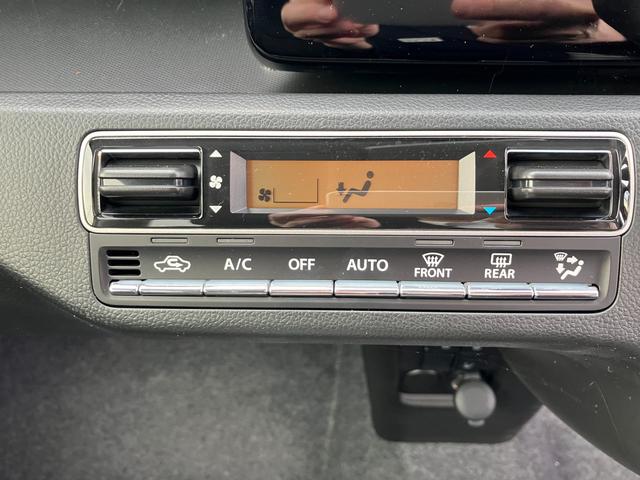 A/C OFF AUTO FRONT REAR